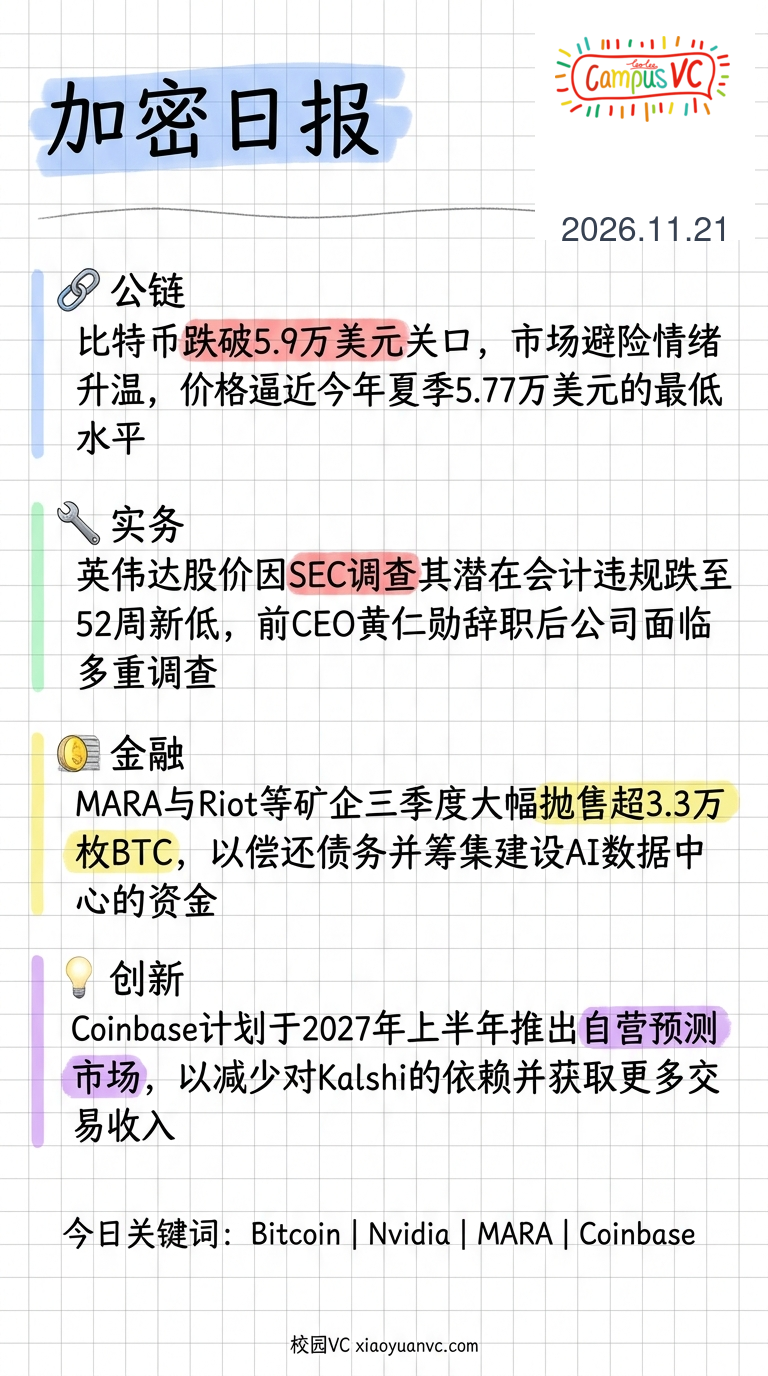 leolee
Campus VC
加密日报
2026.11.21
公链
比特币跌破5.9万美元关口，市场避险情绪
升温，价格逼近今年夏季5.77万美元的最低
水平
实务
英伟达股价因SEC调查其潜在会计违规跌至
52周新低，前CEO黄仁勋辞职后公司面临
多重调查
金融
MARA与Riot等矿企三季度大幅抛售超3.3万
枚BTC，以偿还债务并筹集建设AI数据中
心的资金
创新
Coinbase计划于2027年上半年推出自营预测
市场，以减少对Kalshi的依赖并获取更多交
易收入
今日关键词：Bitcoin | Nvidia | MARA | Coinbase
校园VC xiaoyuanvc.com